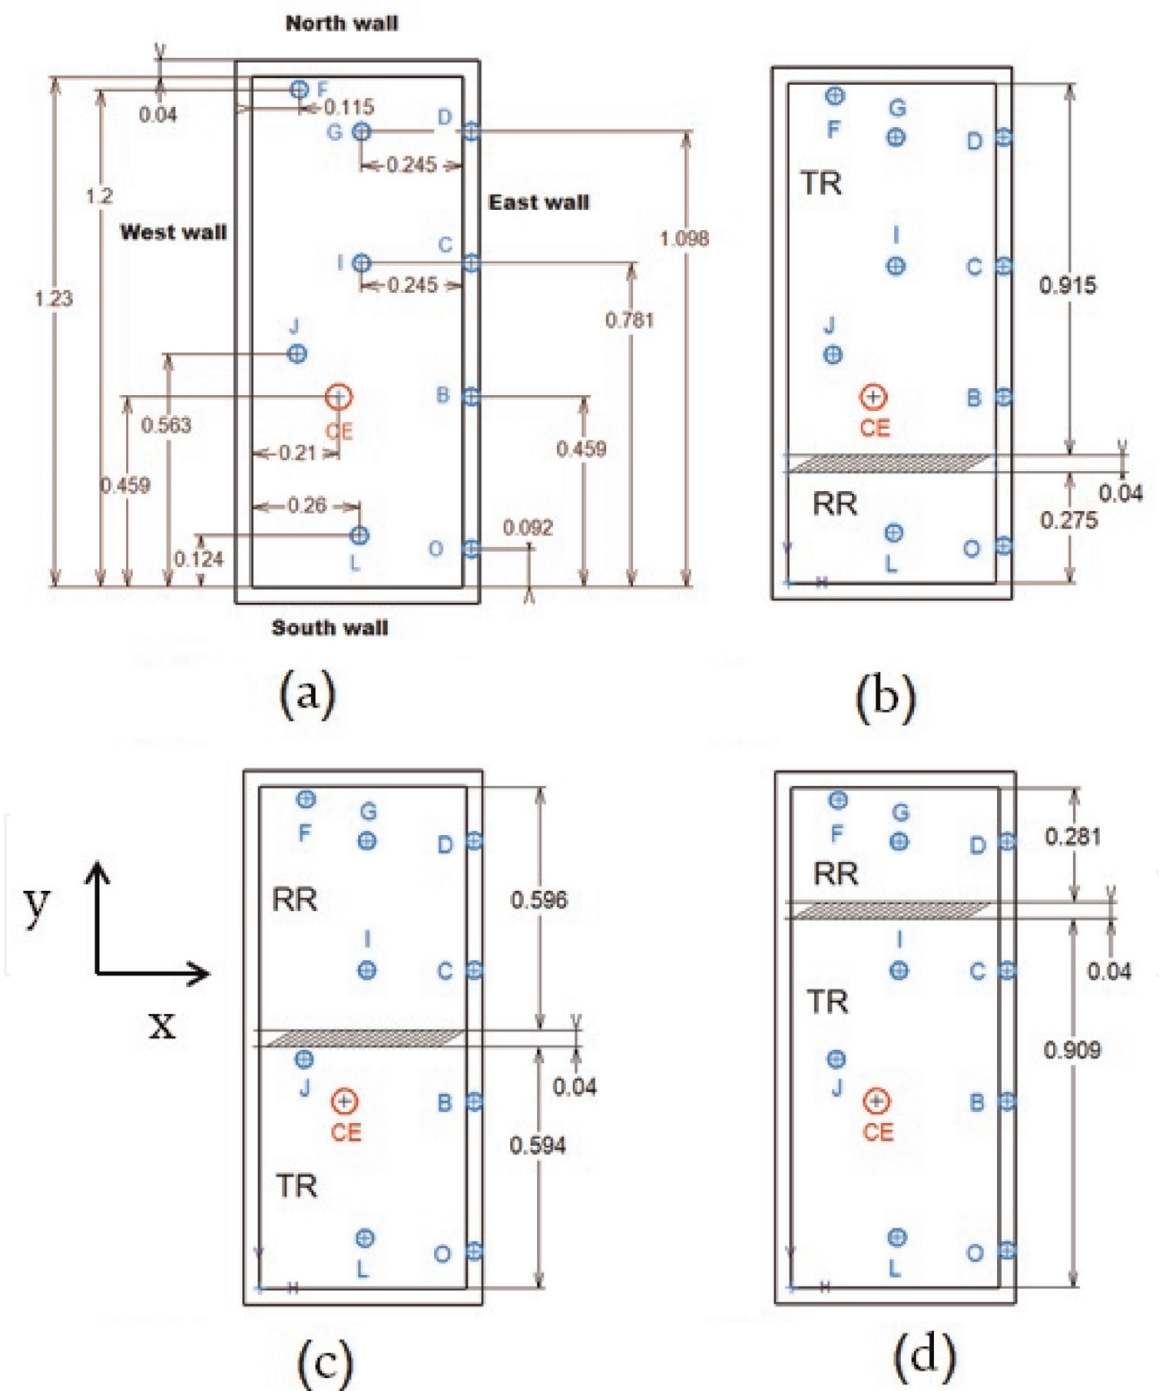 North wall
0.04
F
0.115
G
D
0.245
1.2
East wall
West wall
1.098
I
C
0.245
1.23
0.781
J
B
CE
0.563
0.21
0.459
0.459
0.26
0.092
0.124
L
O
South wall
(a)
F
G
D
TR
I
C
0.915
J
B
CE
0.04
RR
0.275
L
O
H
(b)
F
G
D
RR
0.596
I
C
J
0.04
CE
B
0.594
TR
L
O
H
(c)
y
x
F
G
D
0.281
RR
I
C
0.04
TR
0.909
J
B
CE
L
O
H
(d)